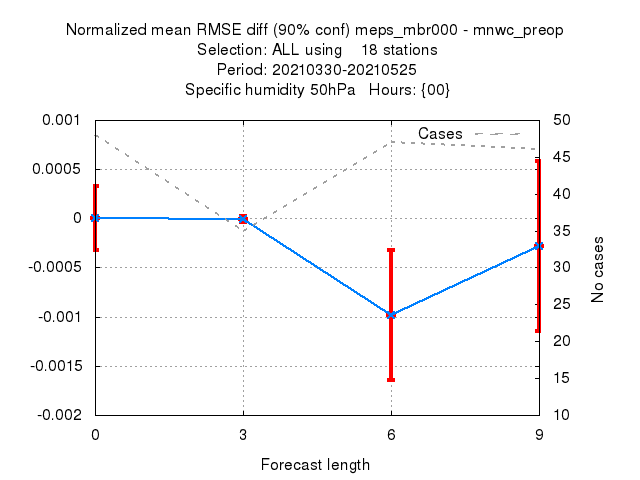 Normalized mean RMSE diff (90% conf) meps_mbr000 - mnwc_preop
Selection: ALL using    18 stations
Period: 20210330-20210525
Specific humidity 50hPa   Hours: {00}
Cases
0.001
0.0005
0
-0.0005
-0.001
-0.0015
-0.002
50
45
40
35
30
25
20
15
10
No cases
0 3 6 9
Forecast length